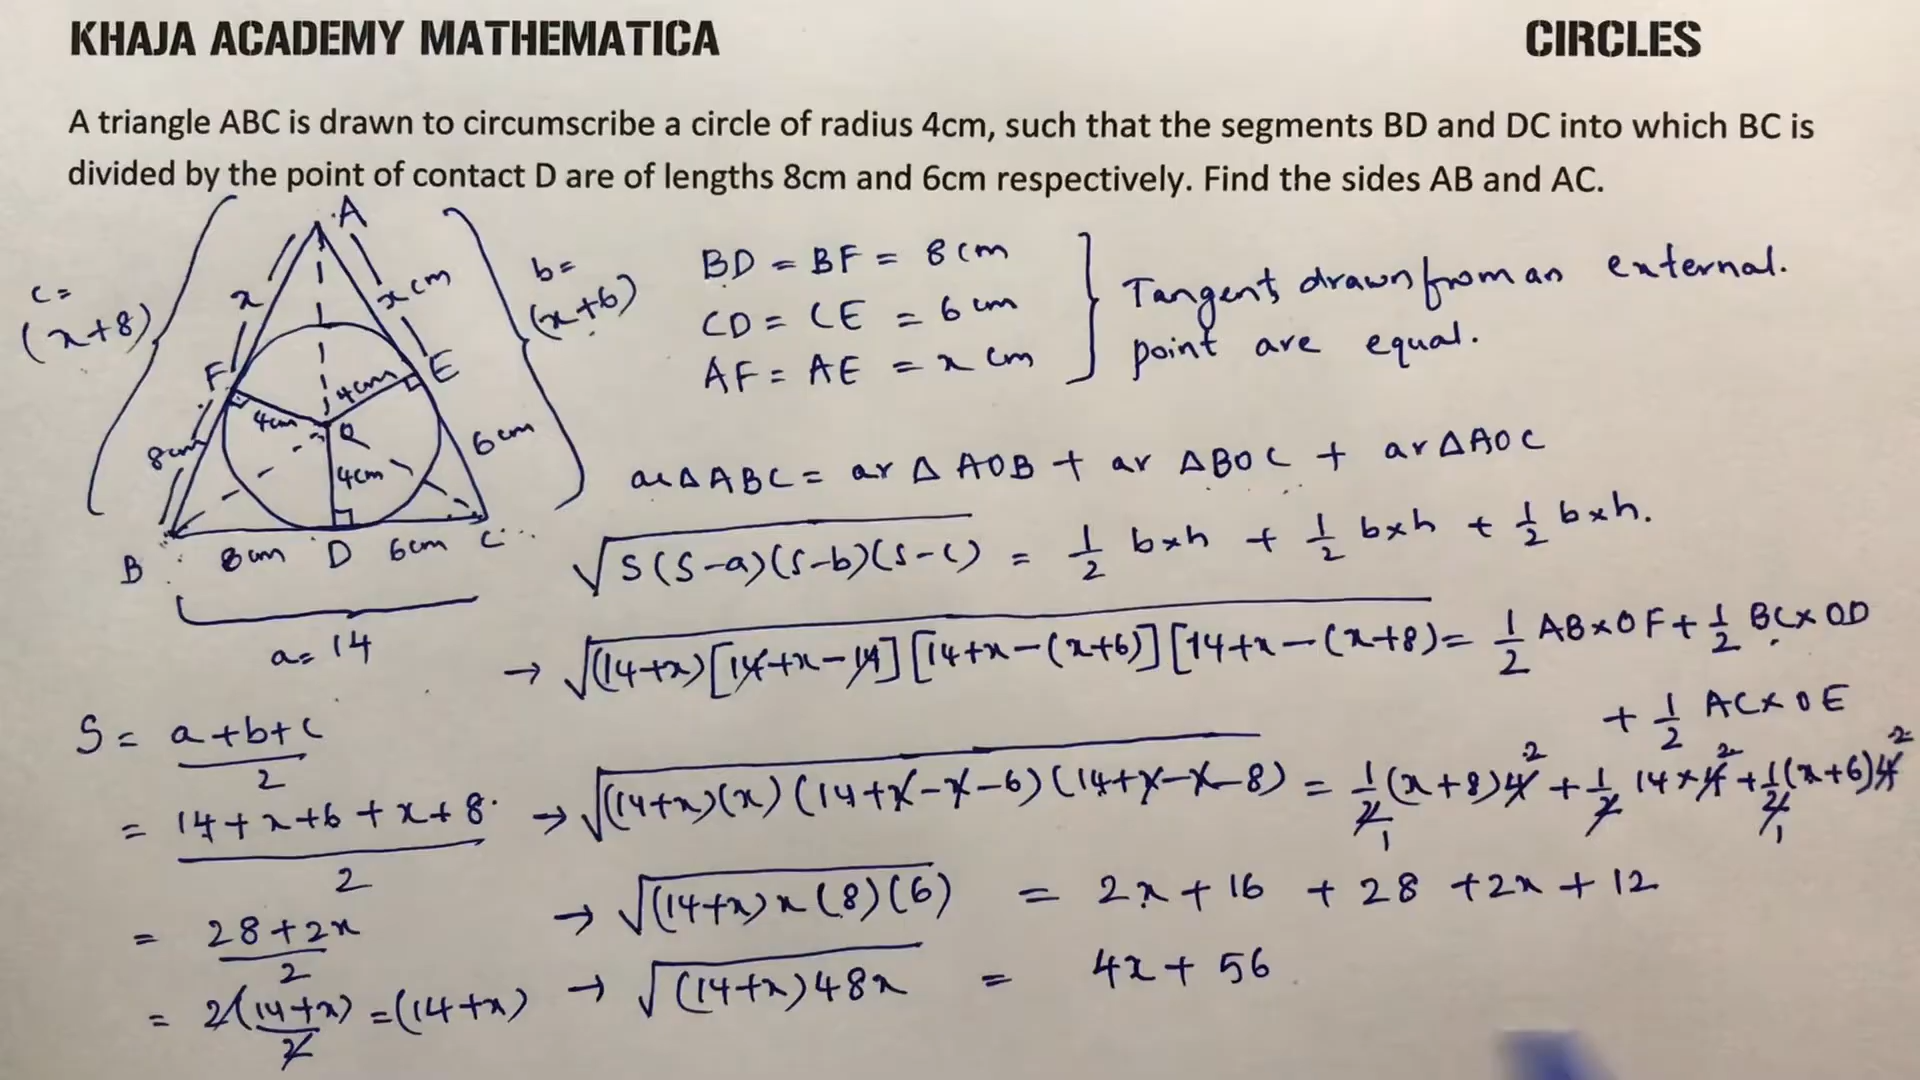 KHAJA ACADEMY MATHEMATICA CIRCLES
A triangle ABC is drawn to circumscribe a circle of radius 4cm, such that the segments BD and DC into which BC is
divided by the point of contact D are of lengths 8cm and 6cm respectively. Find the sides AB and AC.
A
c=
(x+8)
x
x cm
b=
(x+6)
F
E
4cm
4cm
O
4cm
8cm
6cm
B 8cm D 6cm C
a= 14
BD = BF = 8cm
CD = CE = 6cm
AF = AE = x cm
Tangents drawn from an external.
point are equal.
ar△ABC = ar △ AOB + ar △BOC + ar△AOC
√S(S-a)(S-b)(S-c) = 1/2 b×h + 1/2 b×h + 1/2 b×h.
→ √(14+x)[14+x-14][14+x-(x+6)][14+x-(x+8) = 1/2 AB×OF + 1/2 BC×OD
+ 1/2 AC×OE
→ √(14+x)(x)(14+x-x-6)(14+x-x-8) = 1/2 (x+8)4 2 + 1/2 14×4 2 + 1/2 (x+6)4 2
1 1
→ √(14+x)x(8)(6) = 2x+16 + 28 +2x+12
→ √(14+x)48x = 4x + 56
S = a+b+c/2
= 14+x+6+x+8/2
= 28+2x/2
= 2(14+x)/2 = (14+x)